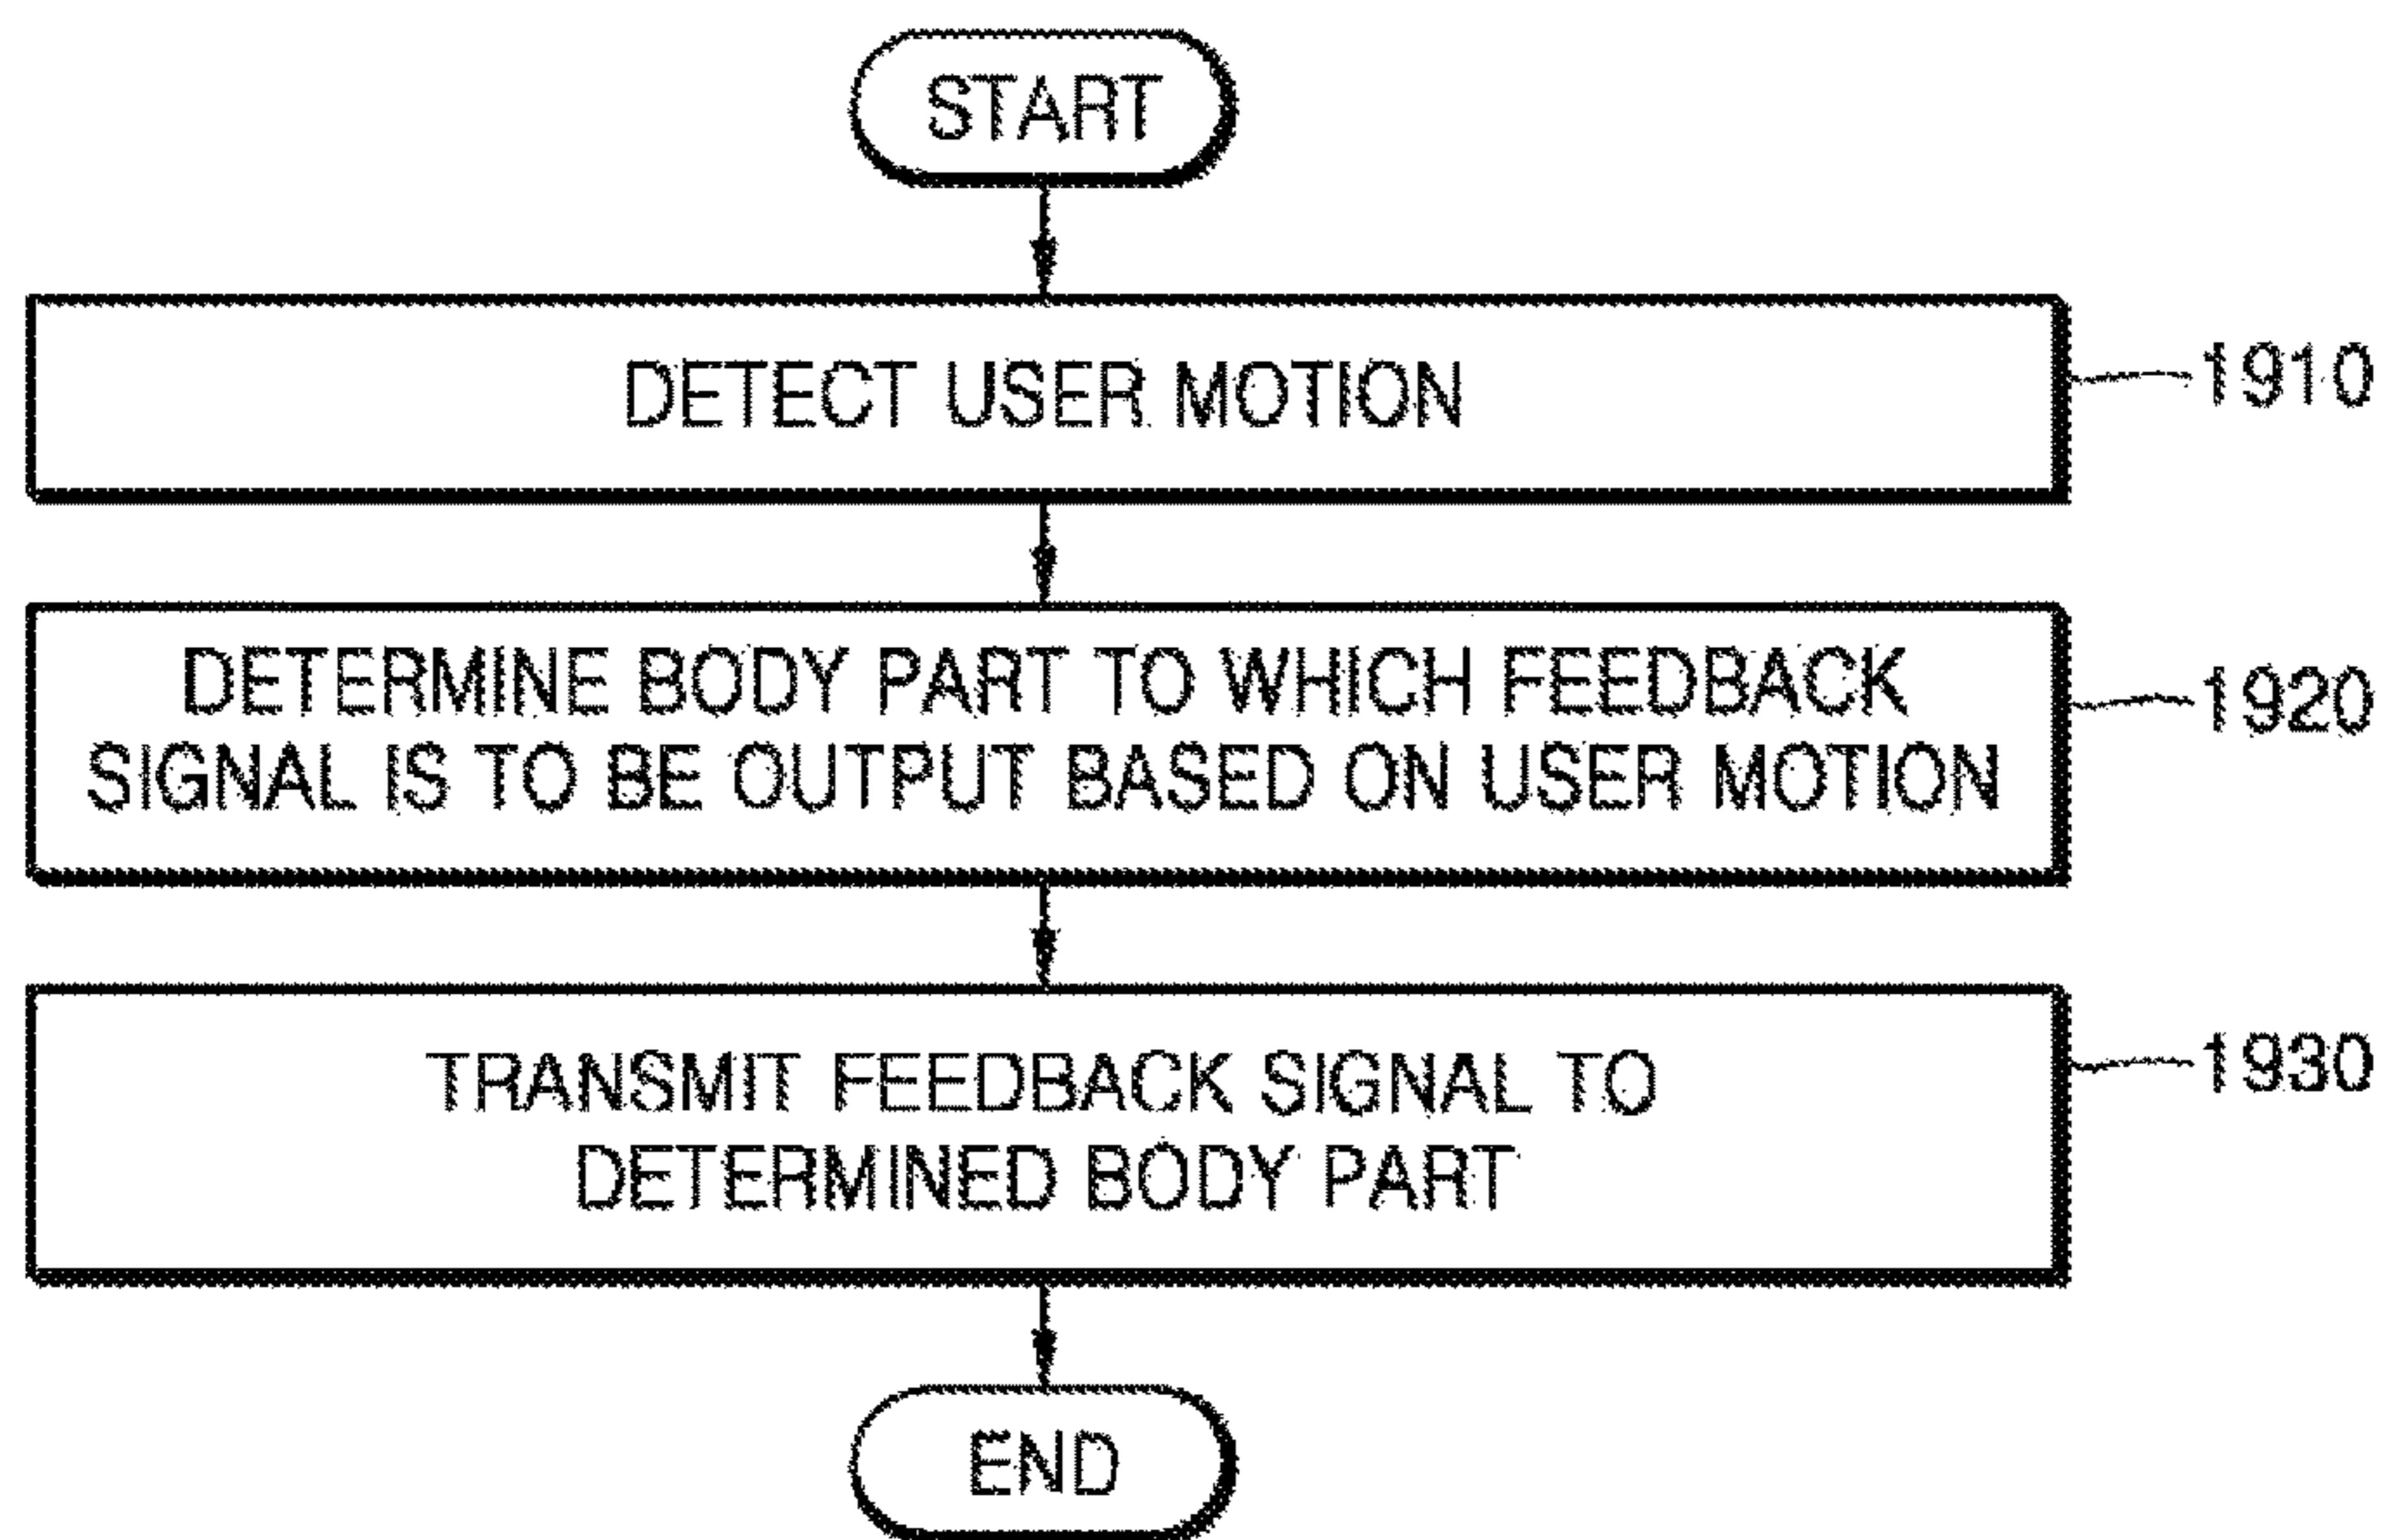 START
DETECT USER MOTION
1910
DETERMINE BODY PART TO WHICH FEEDBACK
SIGNAL IS TO BE OUTPUT BASED ON USER MOTION
1920
TRANSMIT FEEDBACK SIGNAL TO
DETERMINED BODY PART
1930
END